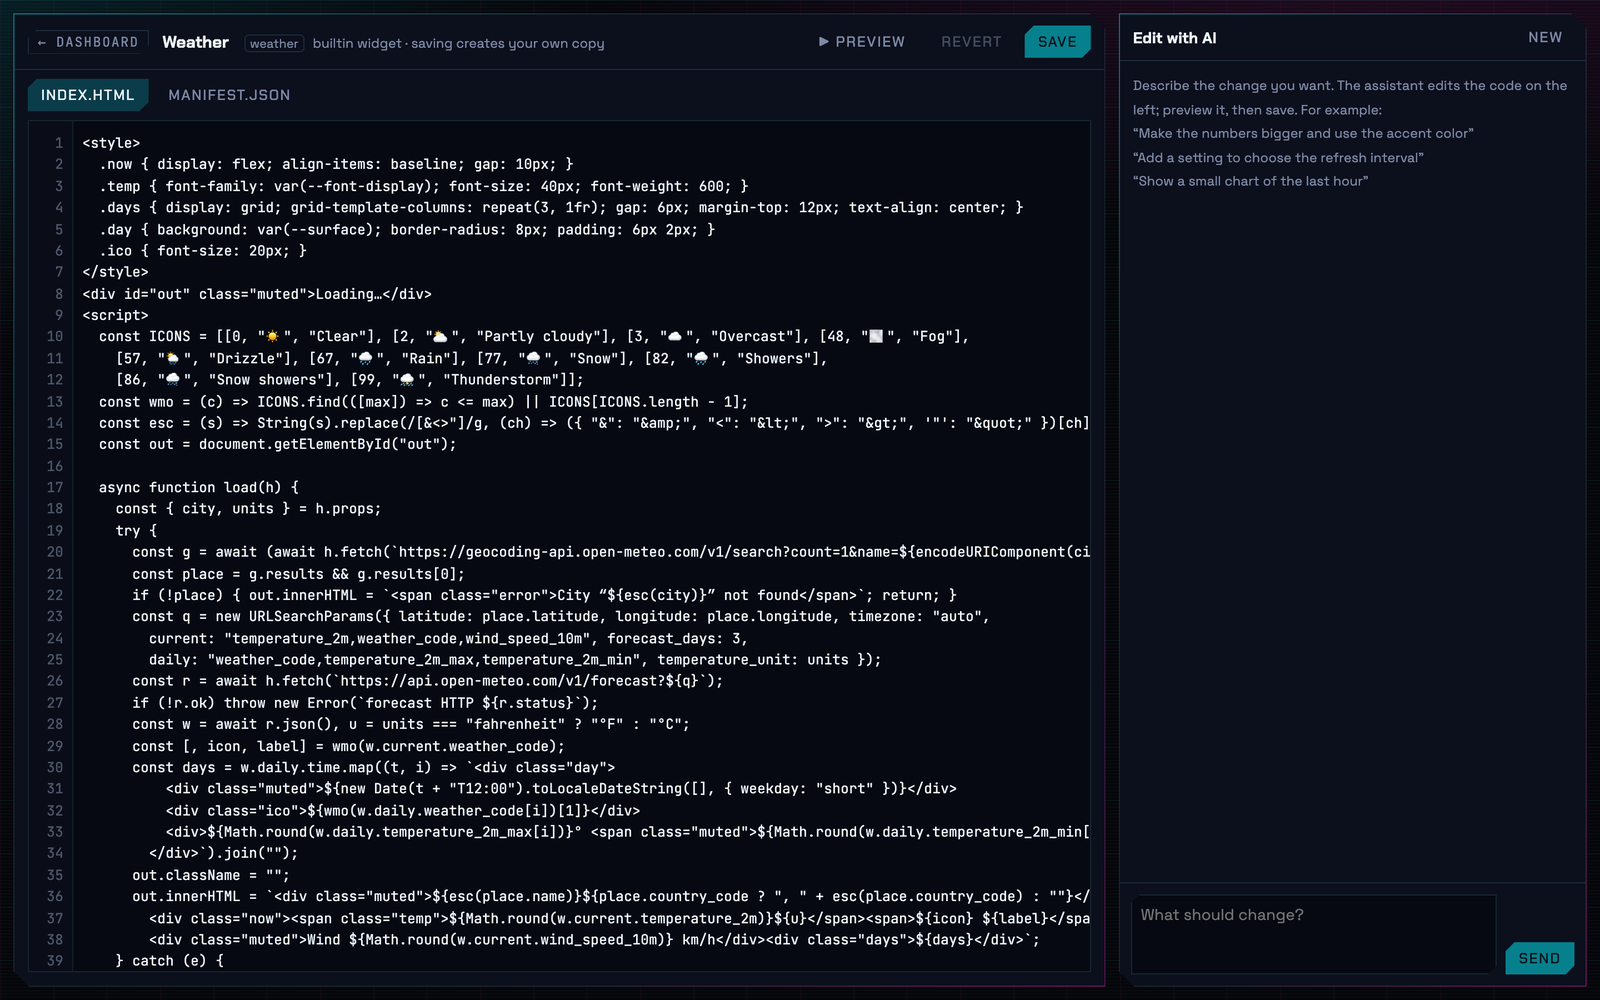 ← DASHBOARD Weather weather builtin widget · saving creates your own copy ▶ PREVIEW REVERT SAVE
INDEX.HTML MANIFEST.JSON
1 <style>
2 .now { display: flex; align-items: baseline; gap: 10px; }
3 .temp { font-family: var(--font-display); font-size: 40px; font-weight: 600; }
4 .days { display: grid; grid-template-columns: repeat(3, 1fr); gap: 6px; margin-top: 12px; text-align: center; }
5 .day { background: var(--surface); border-radius: 8px; padding: 6px 2px; }
6 .ico { font-size: 20px; }
7 </style>
8 <div id="out" class="muted">Loading…</div>
9 <script>
10 const ICONS = [[0, "☀️", "Clear"], [2, "🌤️", "Partly cloudy"], [3, "☁️", "Overcast"], [48, "🌫️", "Fog"],
11 [57, "🌦️", "Drizzle"], [67, "🌧️", "Rain"], [77, "🌨️", "Snow"], [82, "🌧️", "Showers"],
12 [86, "🌨️", "Snow showers"], [99, "⛈️", "Thunderstorm"]];
13 const wmo = (c) => ICONS.find(([max]) => c <= max) || ICONS[ICONS.length - 1];
14 const esc = (s) => String(s).replace(/[&<>"]/g, (ch) => ({ "&": "&amp;", "<": "&lt;", ">": "&gt;", '"': "&quot;" })[ch]
15 const out = document.getElementById("out");
16
17 async function load(h) {
18 const { city, units } = h.props;
19 try {
20 const g = await (await h.fetch(`https://geocoding-api.open-meteo.com/v1/search?count=1&name=${encodeURIComponent(ci
21 const place = g.results && g.results[0];
22 if (!place) { out.innerHTML = `<span class="error">City “${esc(city)}” not found</span>`; return; }
23 const q = new URLSearchParams({ latitude: place.latitude, longitude: place.longitude, timezone: "auto",
24 current: "temperature_2m,weather_code,wind_speed_10m", forecast_days: 3,
25 daily: "weather_code,temperature_2m_max,temperature_2m_min", temperature_unit: units });
26 const r = await h.fetch(`https://api.open-meteo.com/v1/forecast?${q}`);
27 if (!r.ok) throw new Error(`forecast HTTP ${r.status}`);
28 const w = await r.json(), u = units === "fahrenheit" ? "°F" : "°C";
29 const [, icon, label] = wmo(w.current.weather_code);
30 const days = w.daily.time.map((t, i) => `<div class="day">
31 <div class="muted">${new Date(t + "T12:00").toLocaleDateString([], { weekday: "short" })}</div>
32 <div class="ico">${wmo(w.daily.weather_code[i])[1]}</div>
33 <div>${Math.round(w.daily.temperature_2m_max[i])}° <span class="muted">${Math.round(w.daily.temperature_2m_min[
34 </div>`).join("");
35 out.className = "";
36 out.innerHTML = `<div class="muted">${esc(place.name)}${place.country_code ? ", " + esc(place.country_code) : ""}</
37 <div class="now"><span class="temp">${Math.round(w.current.temperature_2m)}${u}</span><span>${icon} ${label}</spa
38 <div class="muted">Wind ${Math.round(w.current.wind_speed_10m)} km/h</div><div class="days">${days}</div>`;
39 } catch (e) {
Edit with AI NEW
Describe the change you want. The assistant edits the code on the
left; preview it, then save. For example:
“Make the numbers bigger and use the accent color”
“Add a setting to choose the refresh interval”
“Show a small chart of the last hour”
What should change?
SEND